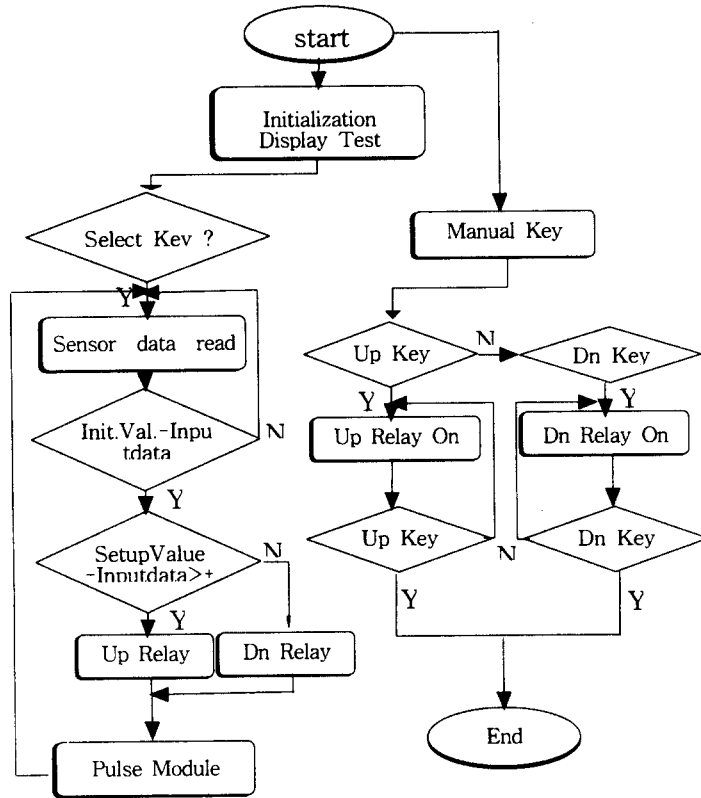 start
Initialization
Display Test
Select Key ?
Y
Sensor data read
Init.Val.-Inpu
tdata
N
Y
SetupValue
-Inputdata>+
N
Y
Up Relay
Dn Relay
Pulse Module
Manual Key
Up Key
N
Dn Key
Y
Y
Up Relay On
Dn Relay On
Up Key
N
Dn Key
Y
Y
End